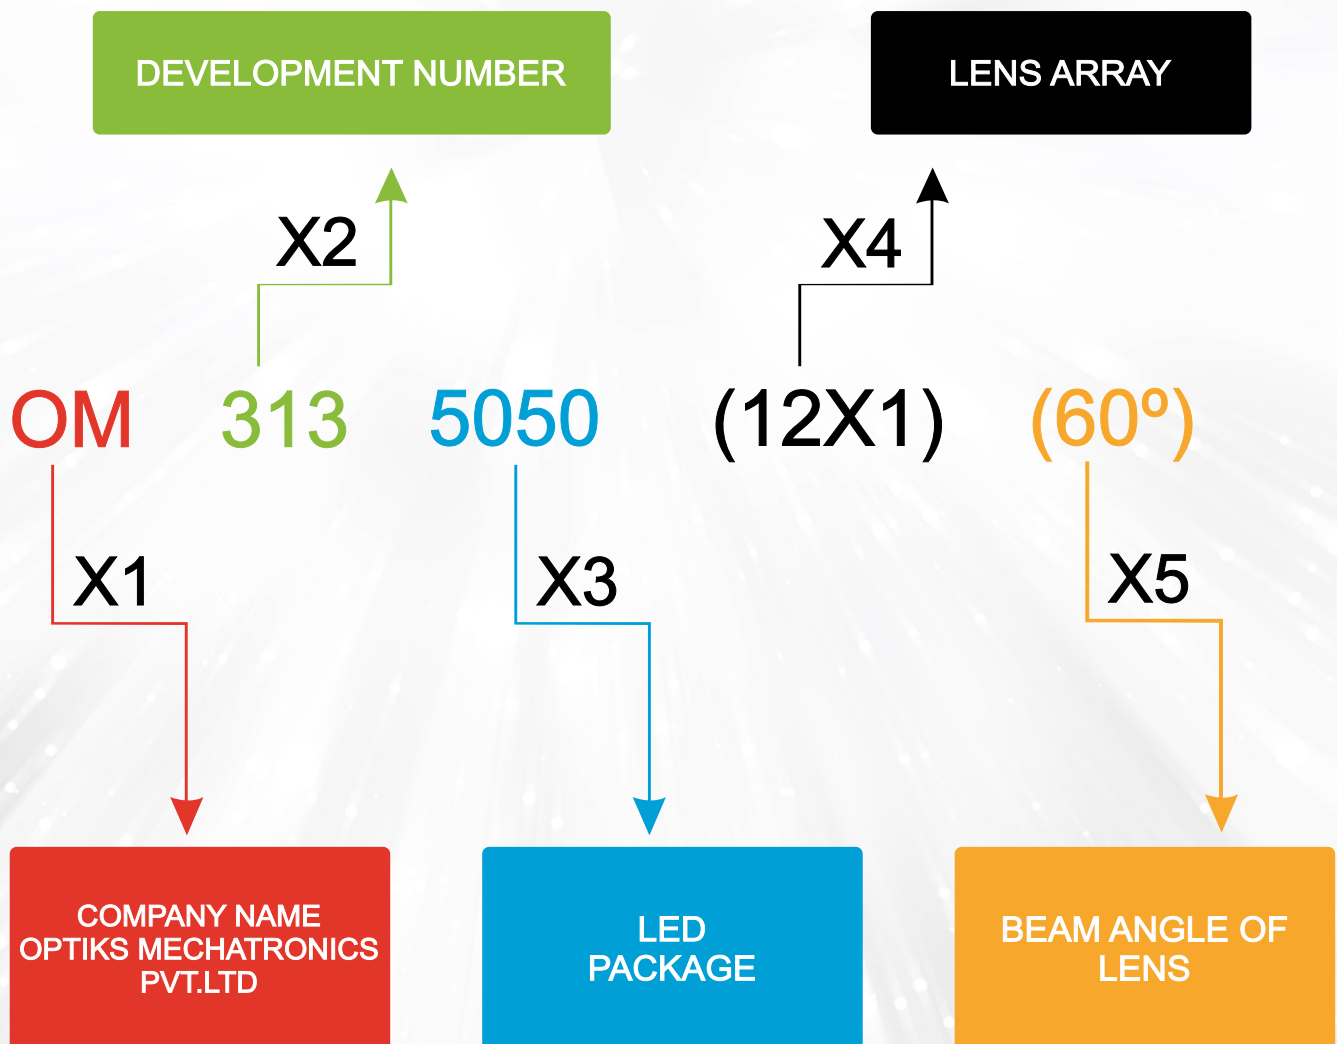 DEVELOPMENT NUMBER
LENS ARRAY
X2
X4
OM 313 5050 (12X1) (60º)
X1
X3
X5
COMPANY NAME
OPTIKS MECHATRONICS
PVT.LTD
LED
PACKAGE
BEAM ANGLE OF
LENS